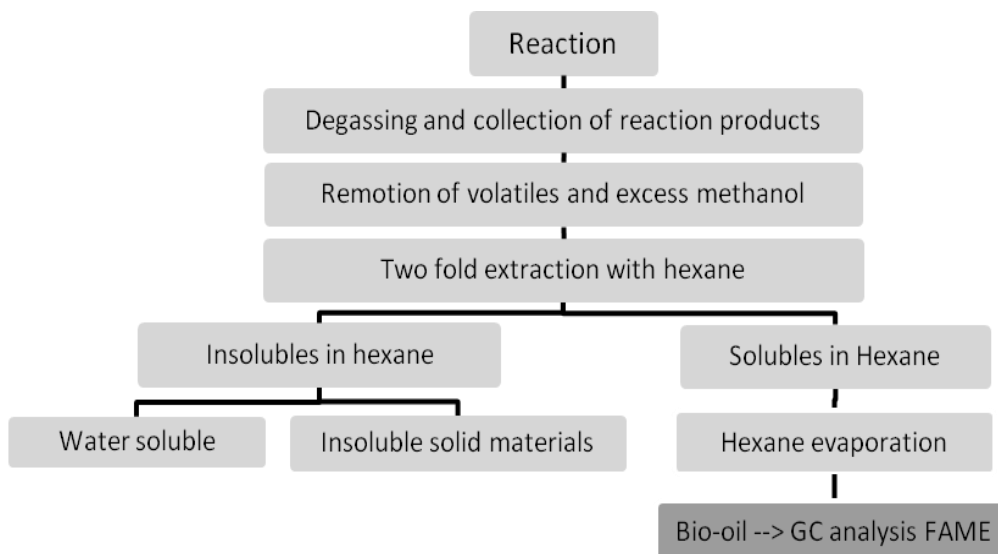 Reaction
Degassing and collection of reaction products
Remotion of volatiles and excess methanol
Two fold extraction with hexane
Insolubles in hexane
Solubles in Hexane
Water soluble
Insoluble solid materials
Hexane evaporation
Bio-oil --> GC analysis FAME